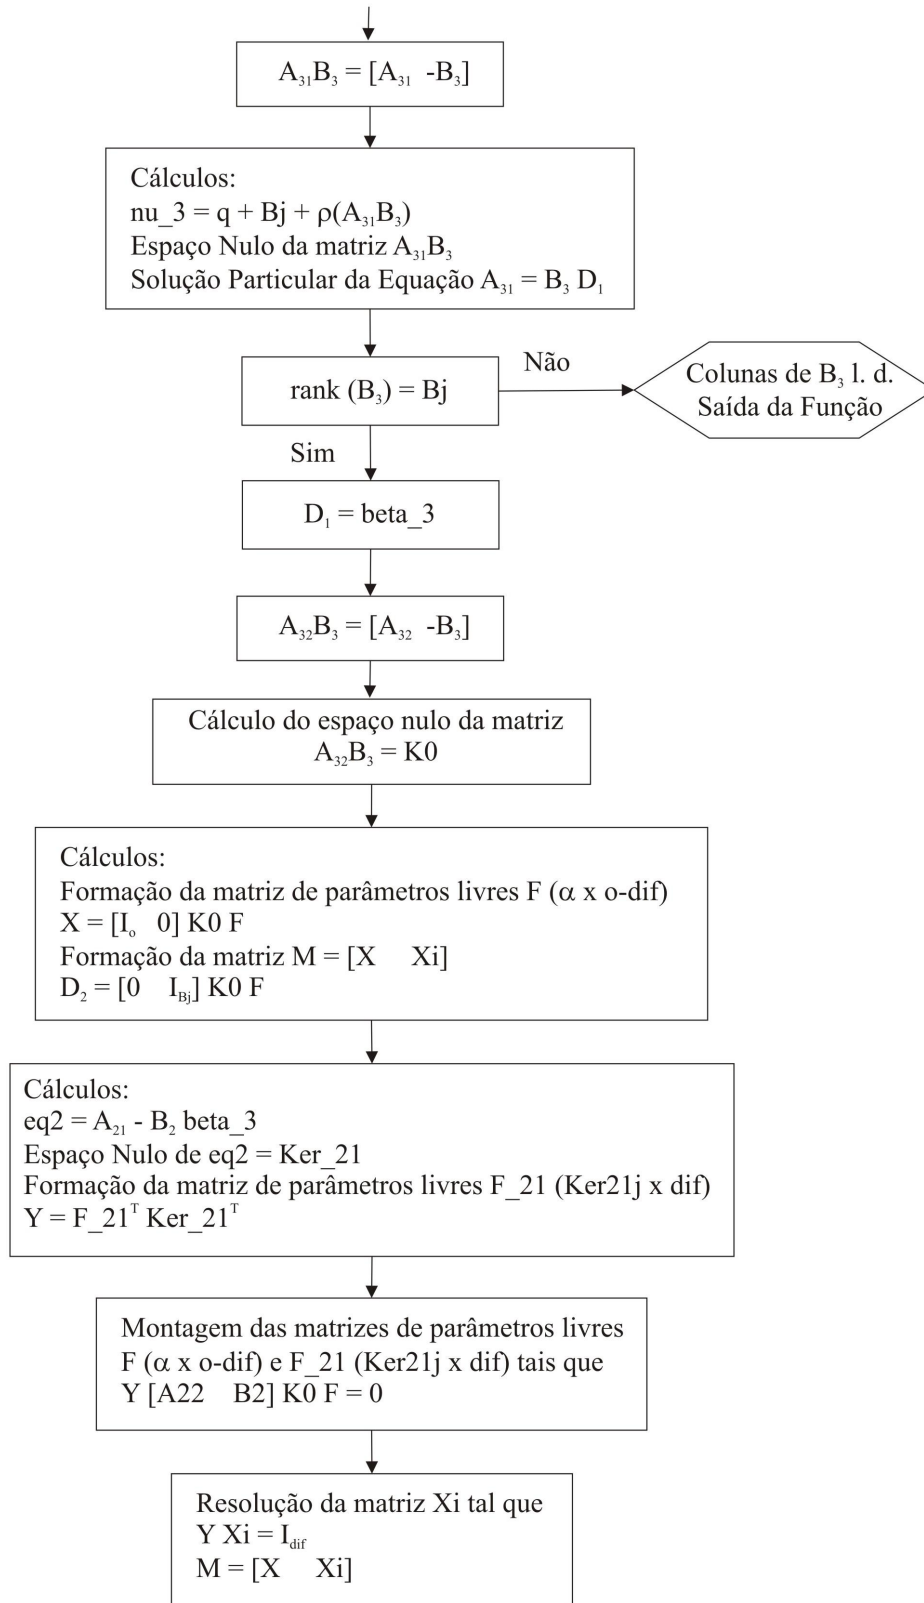 A₃₁B₃ = [A₃₁ -B₃]
Cálculos:
nu_3 = q + Bj + ρ(A₃₁B₃)
Espaço Nulo da matriz A₃₁B₃
Solução Particular da Equação A₃₁ = B₃ D₁
rank (B₃) = Bj
Não
Colunas de B₃ l. d.
Saída da Função
Sim
D₁ = beta_3
A₃₂B₃ = [A₃₂ -B₃]
Cálculo do espaço nulo da matriz
A₃₂B₃ = K0
Cálculos:
Formação da matriz de parâmetros livres F (α x o-dif)
X = [Iₒ 0] K0 F
Formação da matriz M = [X Xi]
D₂ = [0 I_Bj] K0 F
Cálculos:
eq2 = A₂₁ - B₂ beta_3
Espaço Nulo de eq2 = Ker_21
Formação da matriz de parâmetros livres F_21 (Ker21j x dif)
Y = F_21ᵀ Ker_21ᵀ
Montagem das matrizes de parâmetros livres
F (α x o-dif) e F_21 (Ker21j x dif) tais que
Y [A22 B2] K0 F = 0
Resolução da matriz Xi tal que
Y Xi = I_dif
M = [X Xi]